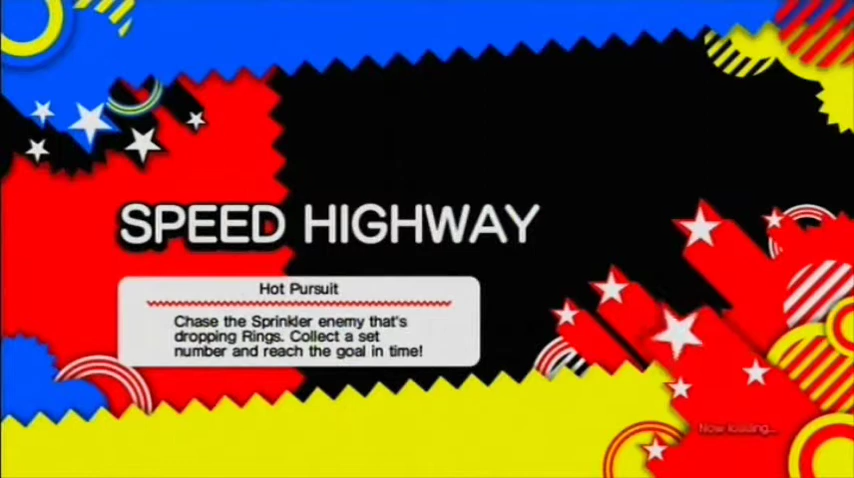 SPEED HIGHWAY
Hot Pursuit
Chase the Sprinkler enemy that's
dropping Rings. Collect a set
number and reach the goal in time!
Now loading...